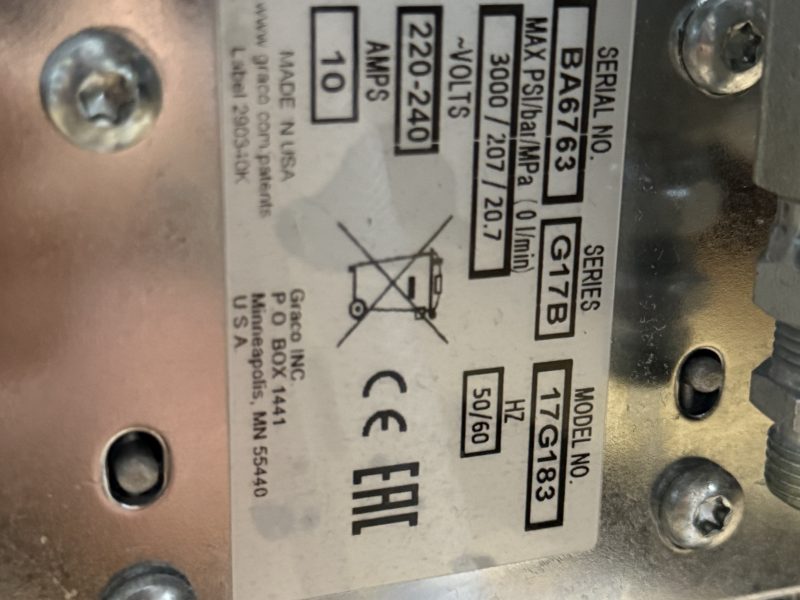 SERIAL NO. SERIES MODEL NO.
BA6763 G17B 17G183
MAX PSI/bar/MPa (0 l/min)
3000 / 207 / 20.7
~VOLTS HZ
220-240 50/60
AMPS
10
CE EAC
MADE IN USA
www graco com patents
Label 290340K
Graco INC.
P O BOX 1441
Minneapolis, MN 55440
U S A